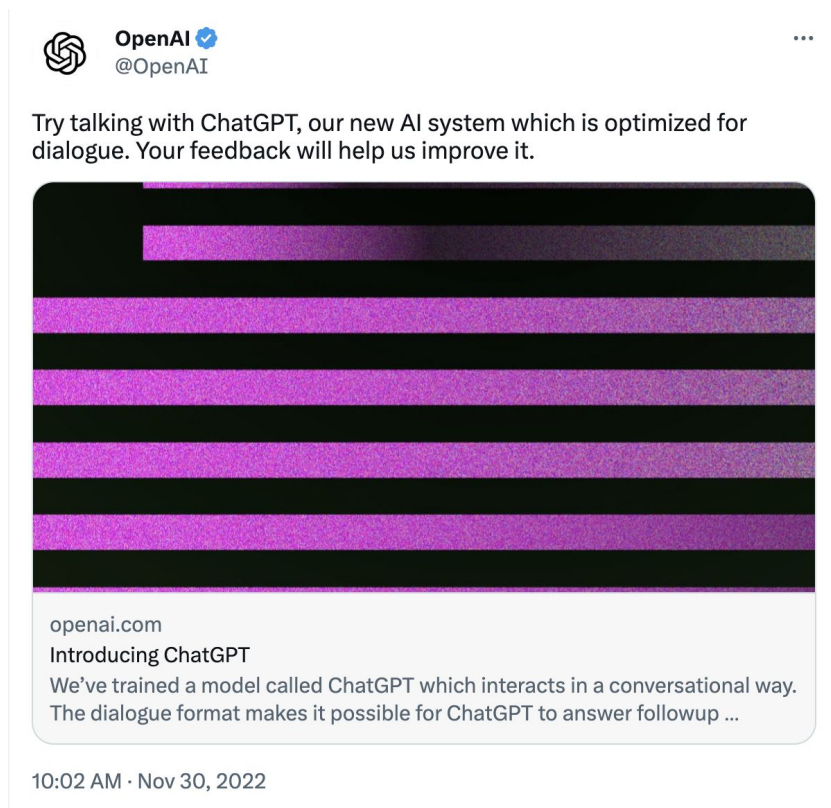 OpenAI
@OpenAI
Try talking with ChatGPT, our new AI system which is optimized for
dialogue. Your feedback will help us improve it.
openai.com
Introducing ChatGPT
We’ve trained a model called ChatGPT which interacts in a conversational way.
The dialogue format makes it possible for ChatGPT to answer followup ...
10:02 AM · Nov 30, 2022